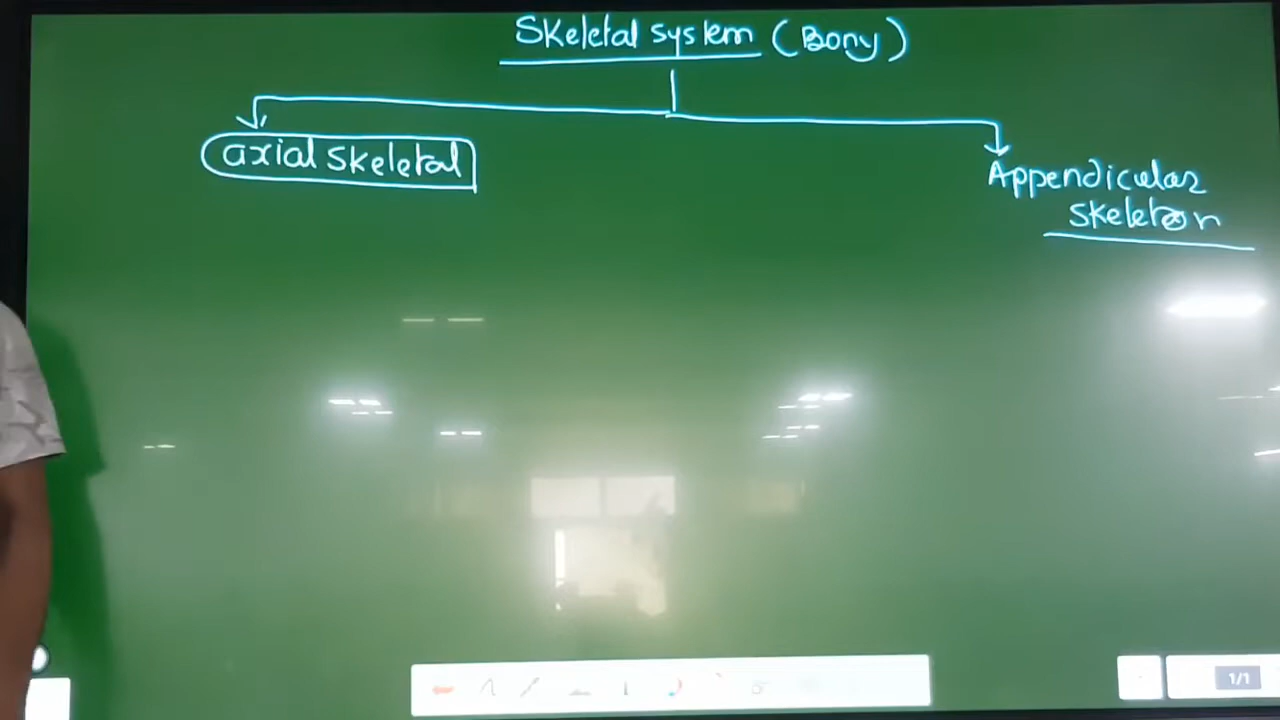 Skeletal system (Bony)
axial skeletal
Appendicular
skeleton
1/1